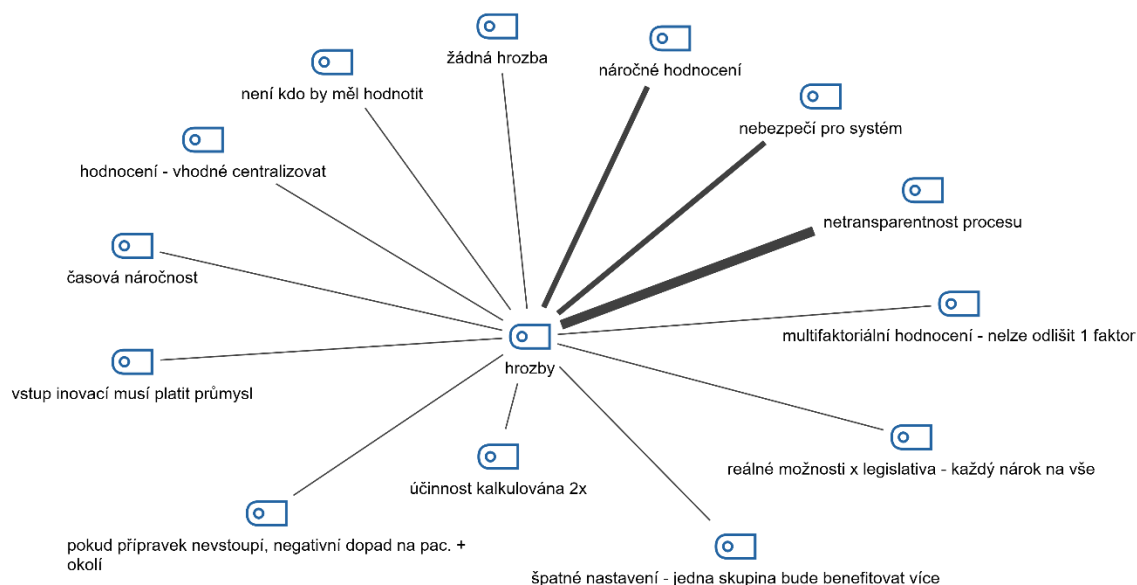 žádná hrozba
náročné hodnocení
není kdo by měl hodnotit
nebezpečí pro systém
hodnocení - vhodné centralizovat
netransparentnost procesu
časová náročnost
multifaktoriální hodnocení - nelze odlišit 1 faktor
hrozby
vstup inovací musí platit průmysl
reálné možnosti x legislativa - každý nárok na vše
účinnost kalkulována 2x
pokud přípravek nevstoupí, negativní dopad na pac. +
okolí
špatné nastavení - jedna skupina bude benefitovat více